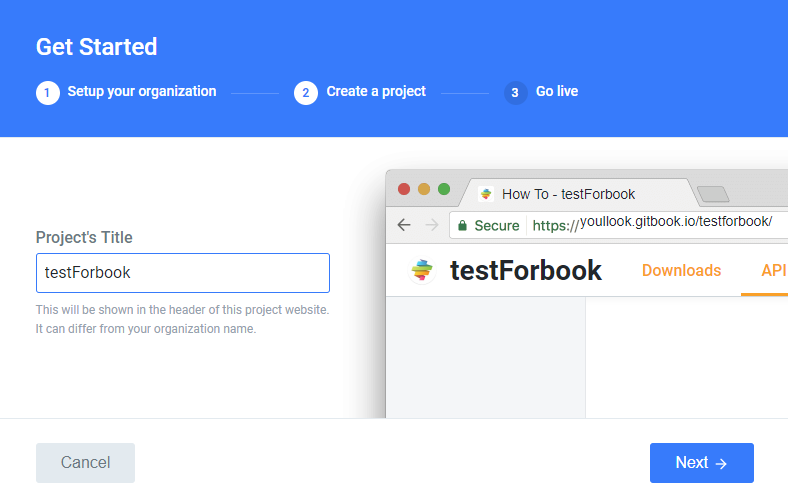 Get Started
1 Setup your organization 2 Create a project 3 Go live
How To - testForbook
Secure https://youllook.gitbook.io/testforbook/
testForbook Downloads API
Project's Title
testForbook
This will be shown in the header of this project website.
It can differ from your organization name.
Cancel Next →